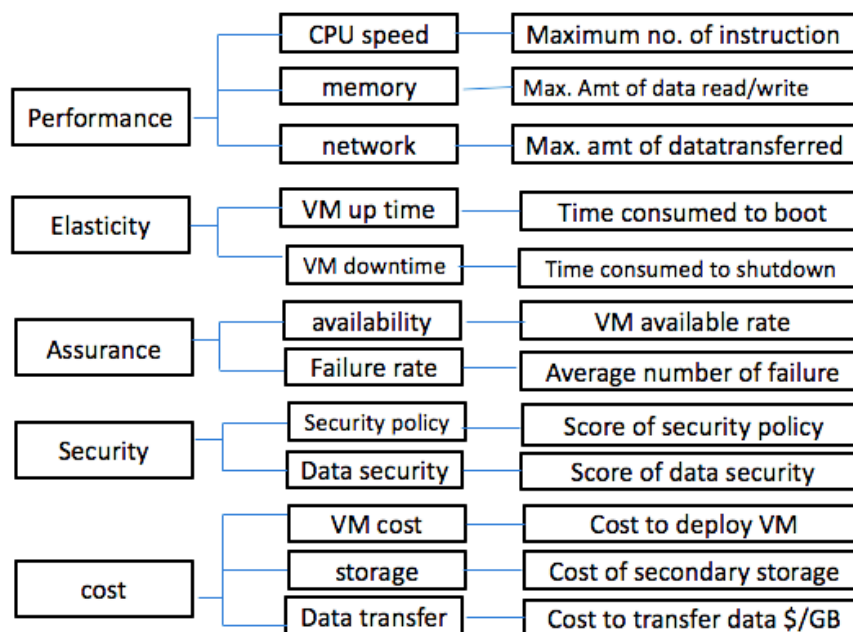 CPU speed
Maximum no. of instruction
memory
Max. Amt of data read/write
Performance
network
Max. amt of datatransferred
Elasticity
VM up time
Time consumed to boot
VM downtime
Time consumed to shutdown
Assurance
availability
VM available rate
Failure rate
Average number of failure
Security
Security policy
Score of security policy
Data security
Score of data security
cost
VM cost
Cost to deploy VM
storage
Cost of secondary storage
Data transfer
Cost to transfer data $/GB